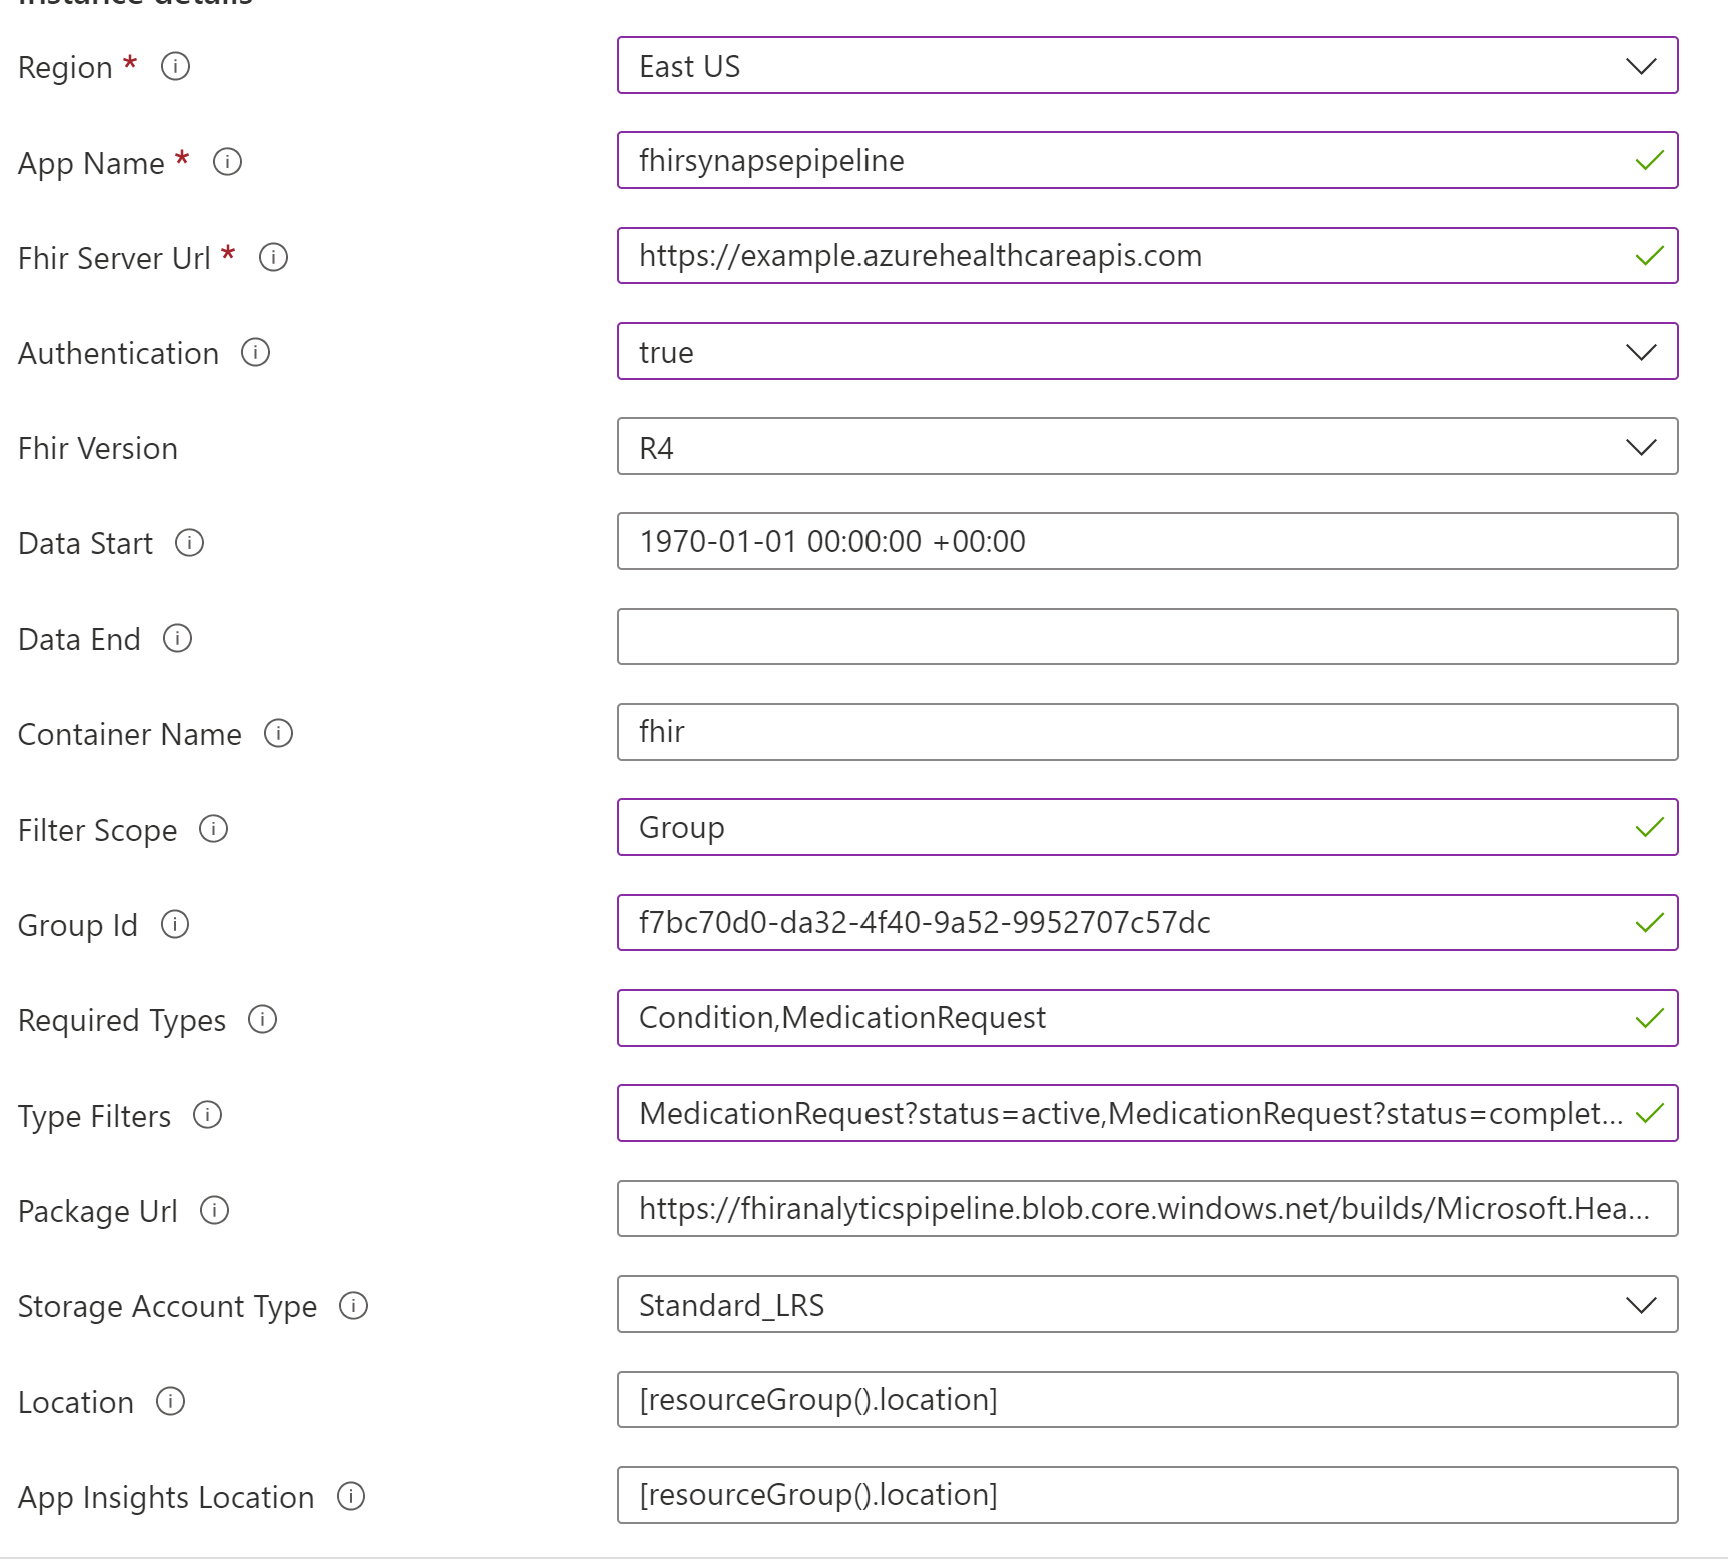 Instance details
Region * East US
App Name * fhirsynapsepipeline
Fhir Server Url * https://example.azurehealthcareapis.com
Authentication true
Fhir Version R4
Data Start 1970-01-01 00:00:00 +00:00
Data End
Container Name fhir
Filter Scope Group
Group Id f7bc70d0-da32-4f40-9a52-9952707c57dc
Required Types Condition,MedicationRequest
Type Filters MedicationRequest?status=active,MedicationRequest?status=complet...
Package Url https://fhiranalyticspipeline.blob.core.windows.net/builds/Microsoft.Hea...
Storage Account Type Standard_LRS
Location [resourceGroup().location]
App Insights Location [resourceGroup().location]